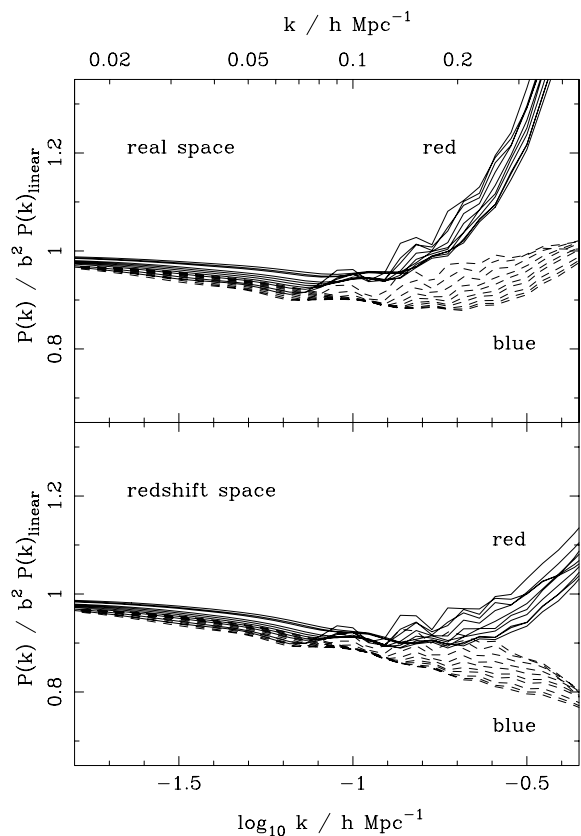 k / h Mpc⁻¹
0.02 0.05 0.1 0.2
real space red
1.2
1
0.8
P(k) / b² P(k)linear
blue
redshift space
red
1.2
1
0.8
P(k) / b² P(k)linear
blue
−1.5 −1 −0.5
log₁₀ k / h Mpc⁻¹